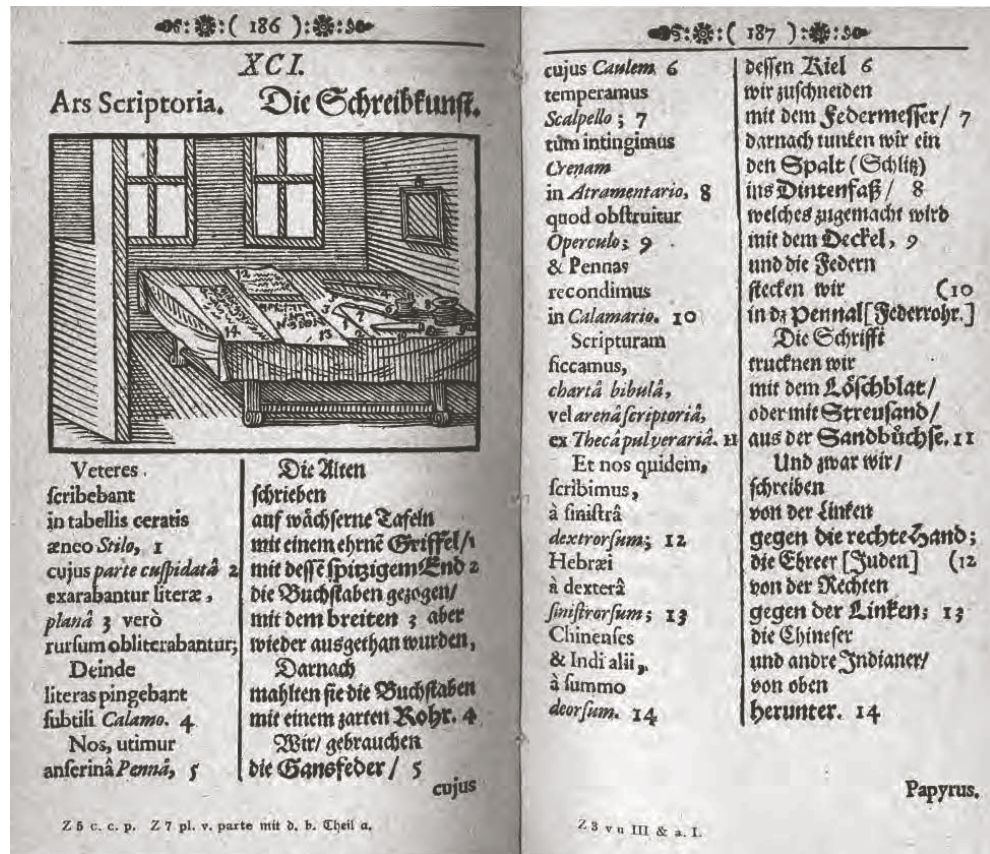 ( 186 )
XCI.
Ars Scriptoria.
Die Schreibkunſt.
12
14.
13
Veteres
ſcribebant
in tabellis ceratis
æneo Stilo, 1
cujus parte cuſpidatâ 2
exarabantur literæ,
planâ 3 verò
rurſum obliterabantur;
Deinde
literas pingebant
ſubtili Calamo. 4
Nos, utimur
anſerinâ Pennâ, 5
Die Alten
ſchrieben
auf wächſerne Tafeln
mit einem ehrnē Griffel/1
mit deſſē ſpitzigem End 2
die Buchſtaben gezogen/
mit dem breiten 3 aber
wieder ausgethan wurden,
Darnach
mahlten ſie die Buchſtaben
mit einem zarten Rohr. 4
Wir/ gebrauchen
die Gansfeder / 5
cujus
Z 5 c. c. p. Z 7 pl. v. parte mit d. b. Theil a.
( 187 )
cujus Caulem 6
temperamus
Scalpello ; 7
tùm intingimus
Crenam
in Atramentario, 8
quod obſtruitur
Operculo; 9
& Pennas
recondimus
in Calamario. 10
Scripturam
ſiccamus,
chartâ bibulâ,
vel arenâ ſcriptoriâ,
ex Thecâ pulverariâ. 11
Et nos quidem,
ſcribimus,
à ſiniſtrâ
dextrorſum; 12
Hebræi
à dexterâ
ſiniſtrorſum; 13
Chinenſes
& Indi alii,
à ſummo
deorſum. 14
deſſen Kiel 6
wir zuſchneiden
mit dem Federmeſſer/ 7
darnach tunken wir ein
den Spalt (Schlitz)
ins Dintenfaß/ 8
welches zugemacht wird
mit dem Deckel, 9
und die Federn
ſtecken wir (10
in dz Pennal[Federrohr.]
Die Schrifft
trucknen wir
mit dem Löſchblat/
oder mit Streuſand/
aus der Sandbůchſe. 11
Und zwar wir/
ſchreiben
von der Linken
gegen die rechte Hand;
die Ebreer [Juden] (12
von der Rechten
gegen der Linken; 13
die Chineſer
und andre Indianer/
von oben
herunter. 14
Papyrus.
Z 3 v u III & a. I.